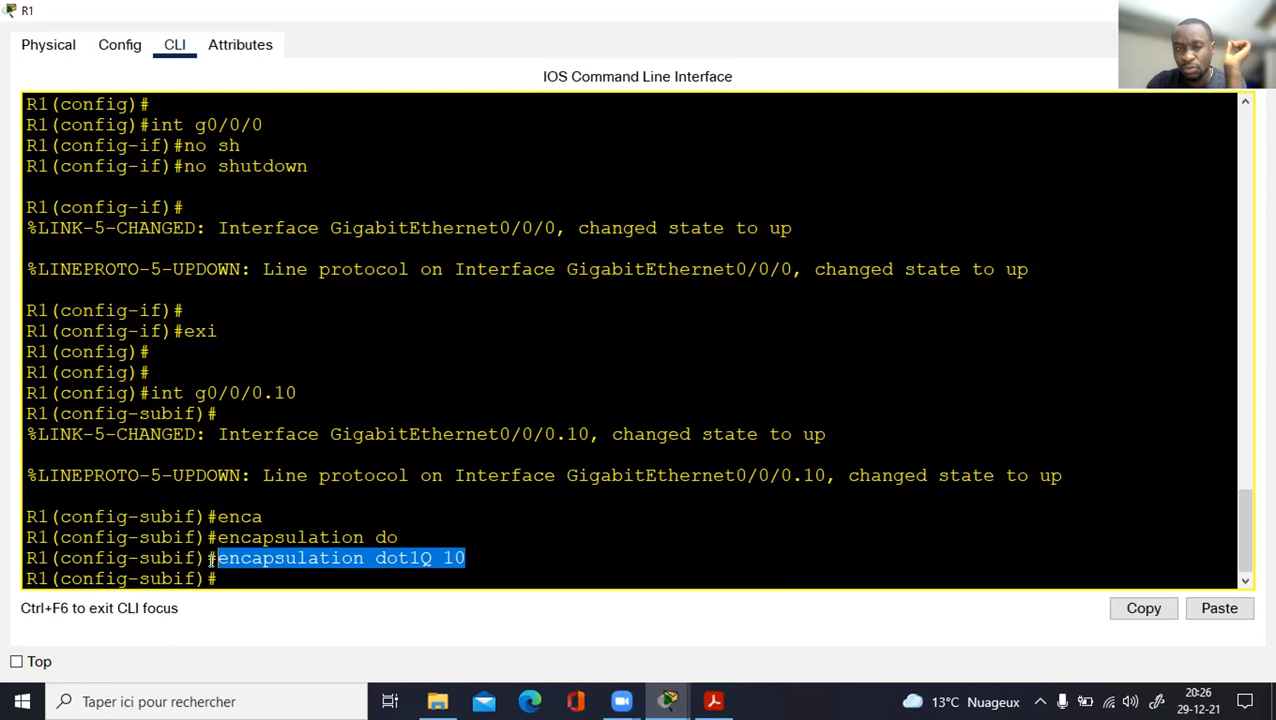 R1
Physical Config CLI Attributes
IOS Command Line Interface
R1(config)#
R1(config)#int g0/0/0
R1(config-if)#no sh
R1(config-if)#no shutdown
R1(config-if)#
%LINK-5-CHANGED: Interface GigabitEthernet0/0/0, changed state to up
%LINEPROTO-5-UPDOWN: Line protocol on Interface GigabitEthernet0/0/0, changed state to up
R1(config-if)#
R1(config-if)#exi
R1(config)#
R1(config)#
R1(config)#int g0/0/0.10
R1(config-subif)#
%LINK-5-CHANGED: Interface GigabitEthernet0/0/0.10, changed state to up
%LINEPROTO-5-UPDOWN: Line protocol on Interface GigabitEthernet0/0/0.10, changed state to up
R1(config-subif)#enca
R1(config-subif)#encapsulation do
R1(config-subif)#encapsulation dot1Q 10
R1(config-subif)#
Ctrl+F6 to exit CLI focus
Copy Paste
Top
Taper ici pour rechercher
13°C Nuageux
20:26
29-12-21